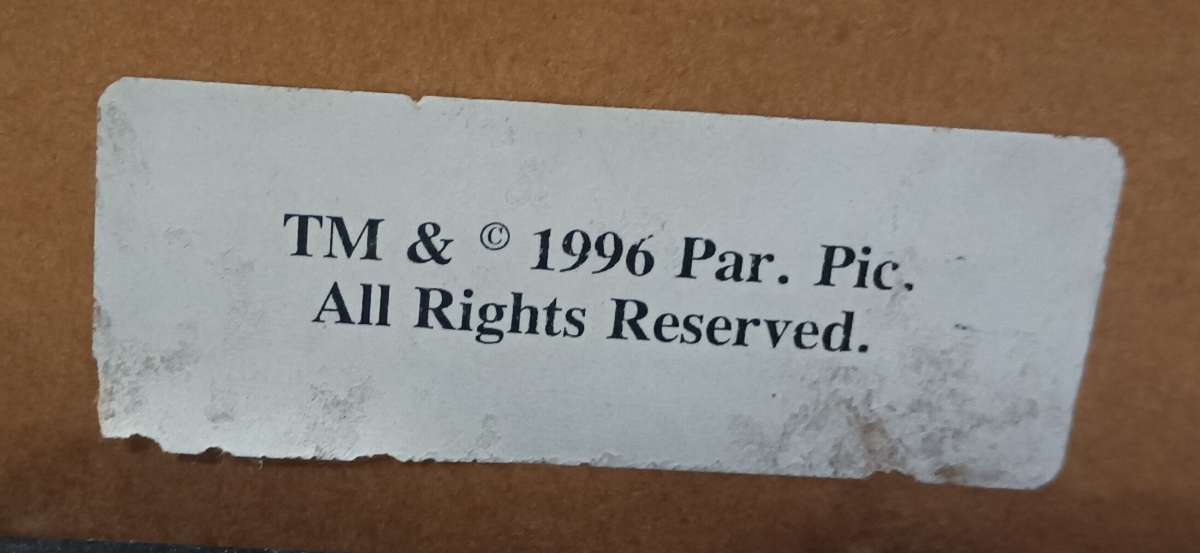 TM & © 1996 Par. Pic.
All Rights Reserved.